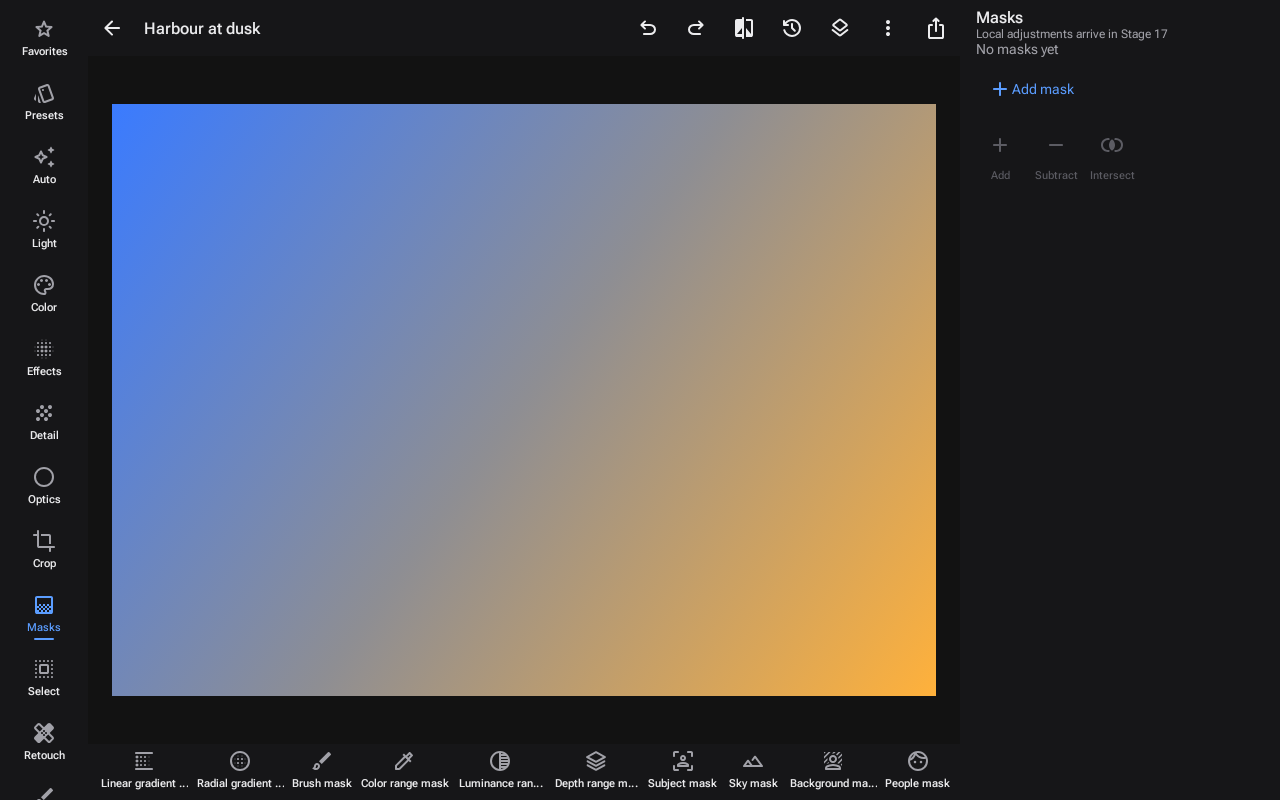 Favorites
Presets
Auto
Light
Color
Effects
Detail
Optics
Crop
Masks
Select
Retouch
Harbour at dusk
Linear gradient ...
Radial gradient ...
Brush mask
Color range mask
Luminance ran...
Depth range m...
Subject mask
Sky mask
Background ma...
People mask
Masks
Local adjustments arrive in Stage 17
No masks yet
Add mask
Add
Subtract
Intersect